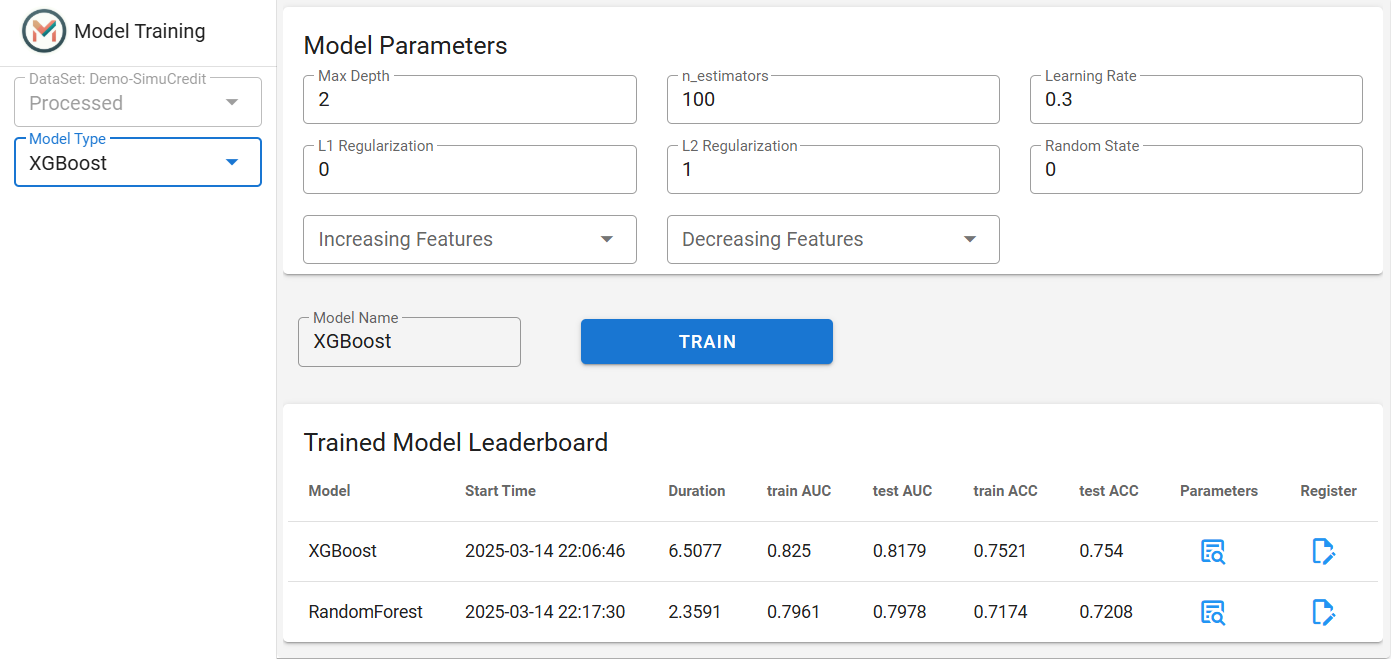 Model Training
DataSet: Demo-SimuCredit
Processed
Model Type
XGBoost
Model Parameters
Max Depth n_estimators Learning Rate
2 100 0.3
L1 Regularization L2 Regularization Random State
0 1 0
Increasing Features Decreasing Features
Model Name
XGBoost
TRAIN
Trained Model Leaderboard
Model Start Time Duration train AUC test AUC train ACC test ACC Parameters Register
XGBoost 2025-03-14 22:06:46 6.5077 0.825 0.8179 0.7521 0.754
RandomForest 2025-03-14 22:17:30 2.3591 0.7961 0.7978 0.7174 0.7208